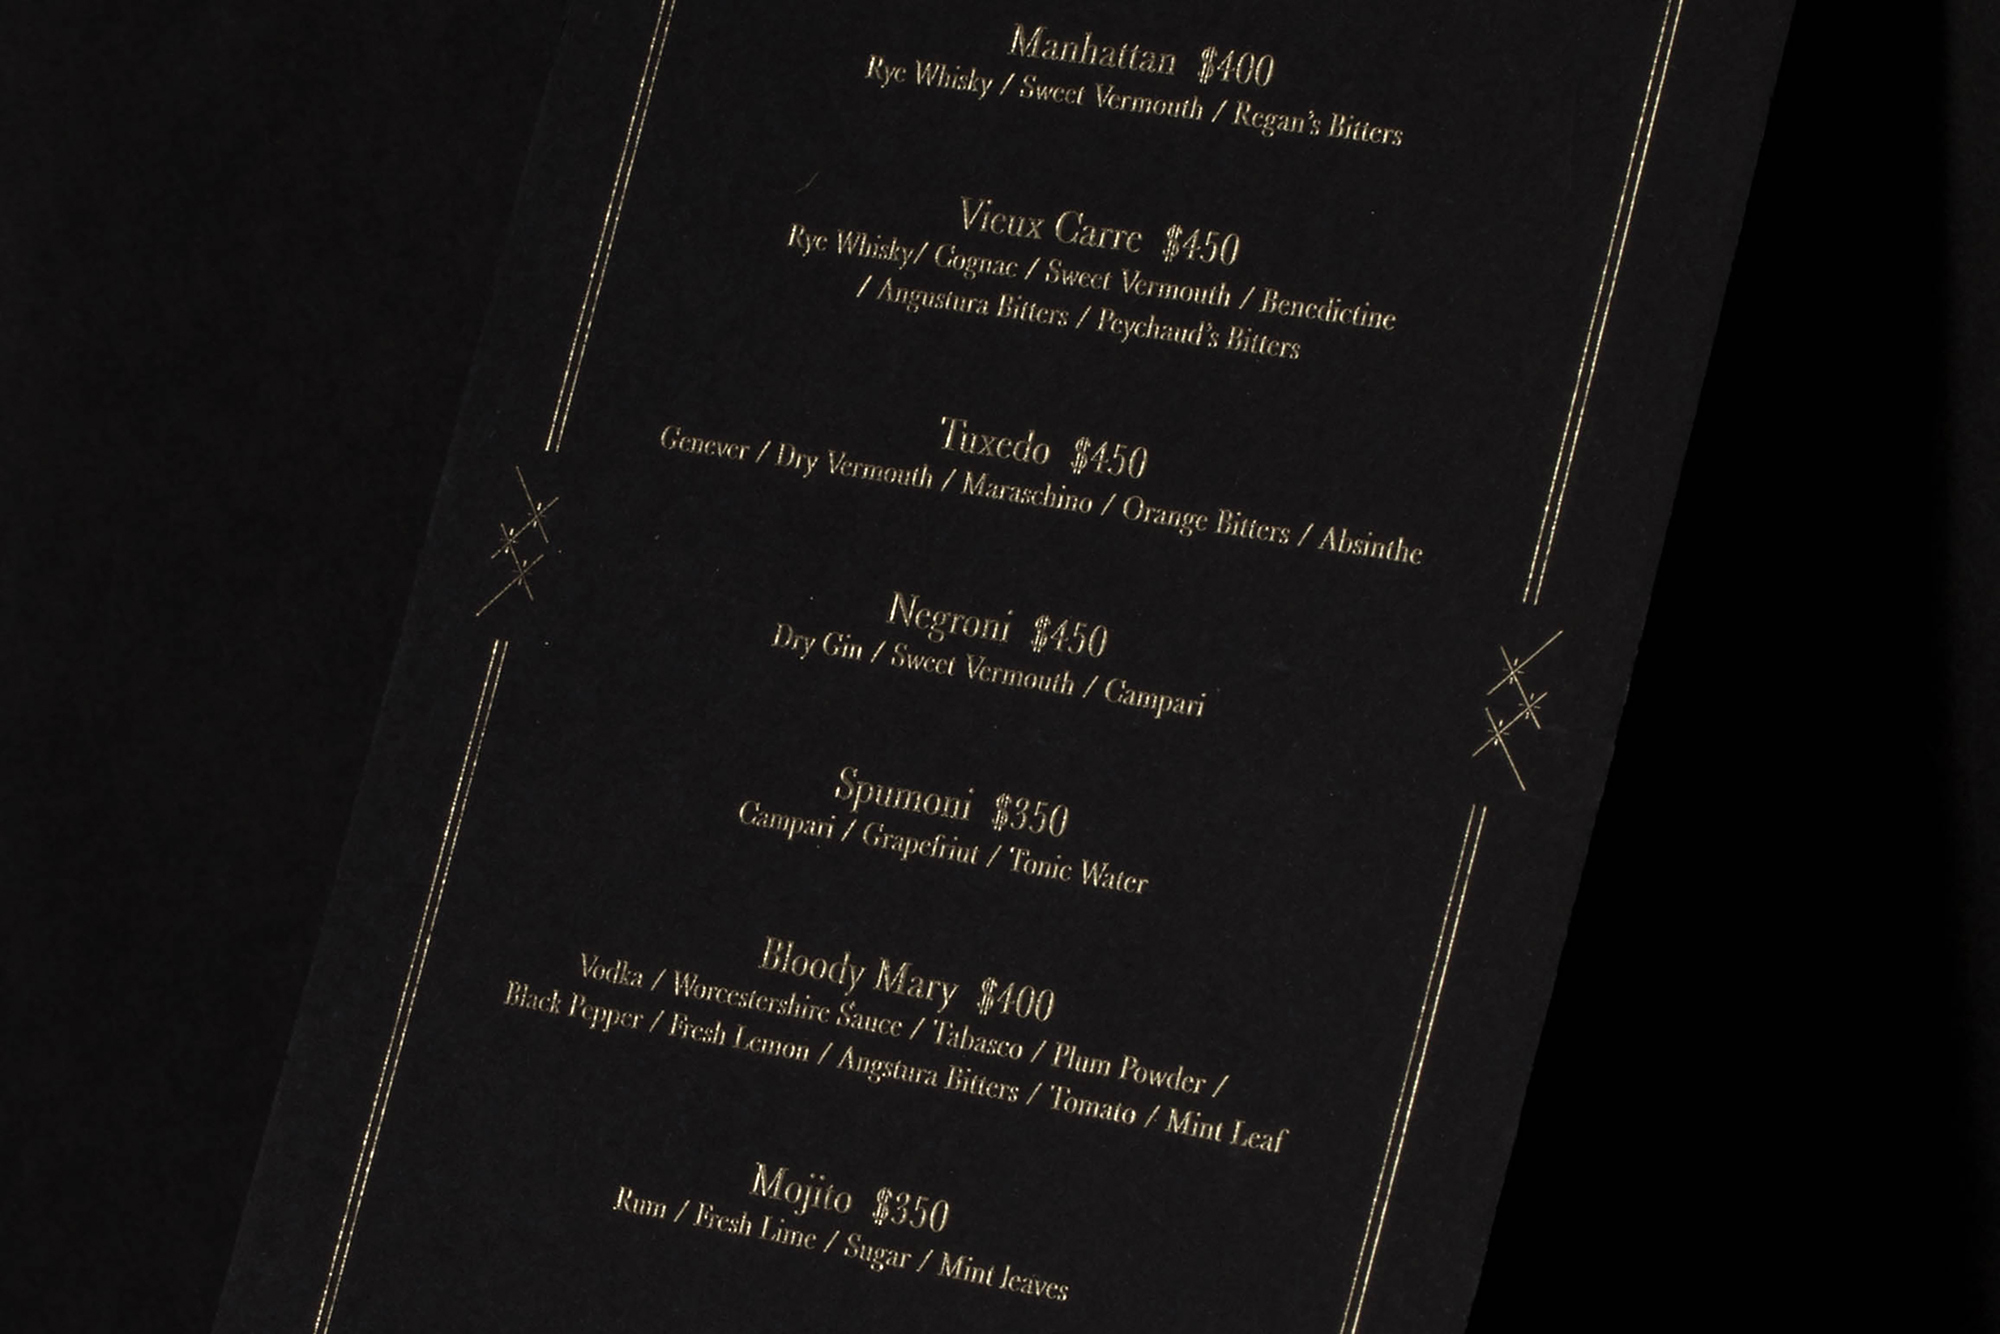 Manhattan $400
Rye Whisky / Sweet Vermouth / Regan's Bitters
Vieux Carre $450
Rye Whisky/ Cognac / Sweet Vermouth / Benedictine
/ Angustura Bitters / Peychaud's Bitters
Tuxedo $450
Genever / Dry Vermouth / Maraschino / Orange Bitters / Absinthe
Negroni $450
Dry Gin / Sweet Vermouth / Campari
Spumoni $350
Campari / Grapefriut / Tonic Water
Bloody Mary $400
Vodka / Worcestershire Sauce / Tabasco / Plum Powder /
Black Pepper / Fresh Lemon / Angstura Bitters / Tomato / Mint Leaf
Mojito $350
Rum / Fresh Lime / Sugar / Mint leaves